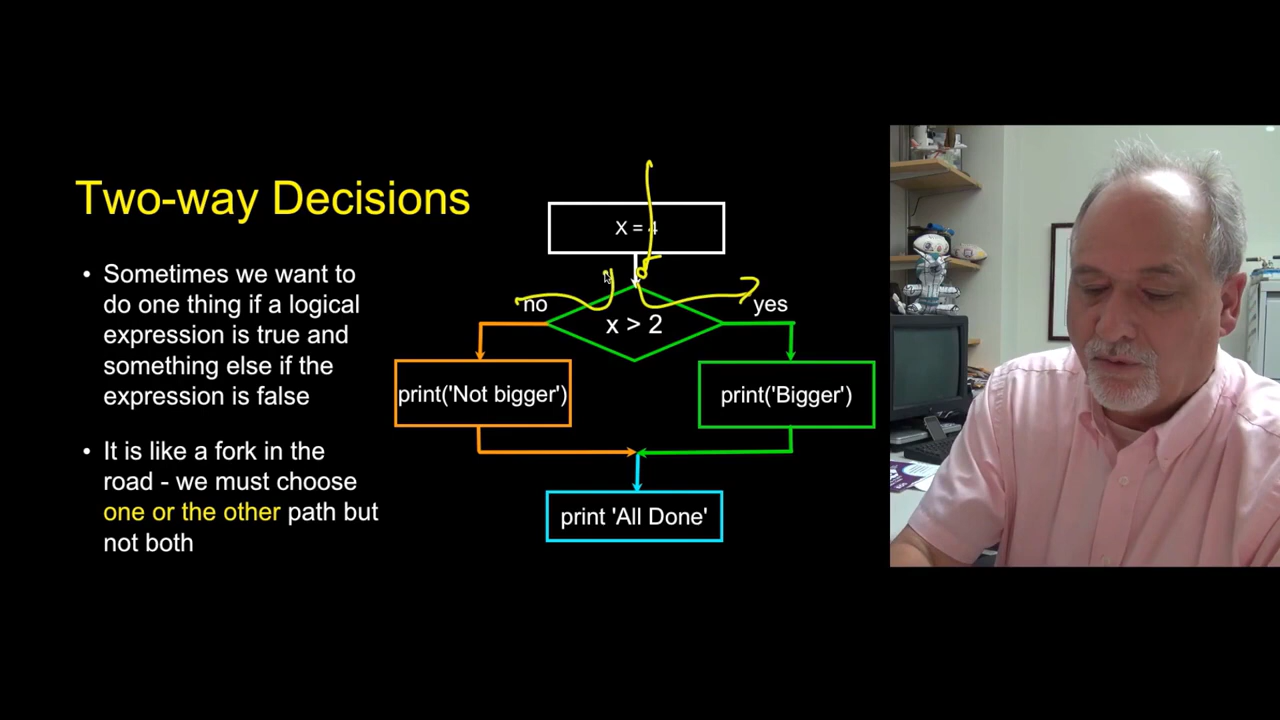 Two-way Decisions
• Sometimes we want to
do one thing if a logical
expression is true and
something else if the
expression is false
• It is like a fork in the
road - we must choose
one or the other path but
not both
X = 4
no
x > 2
yes
print('Not bigger')
print('Bigger')
print 'All Done'